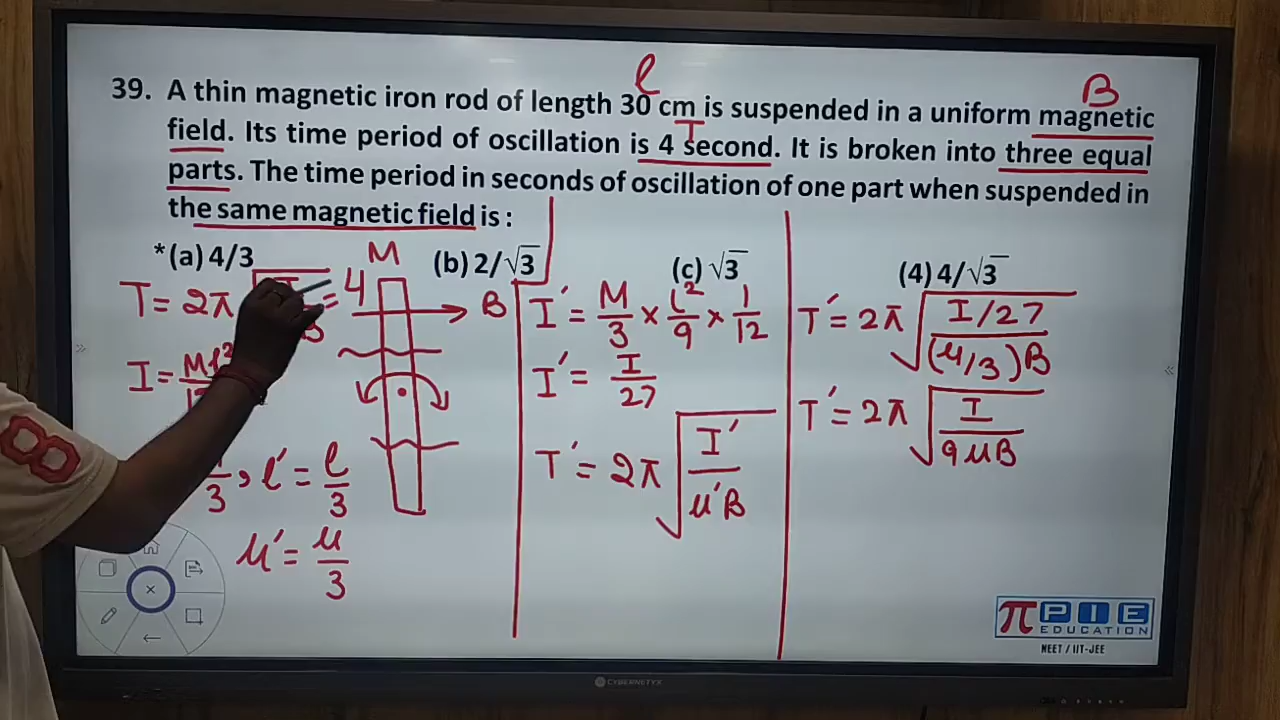 l
B
39. A thin magnetic iron rod of length 30 cm is suspended in a uniform magnetic
T
field. Its time period of oscillation is 4 second. It is broken into three equal
parts. The time period in seconds of oscillation of one part when suspended in
the same magnetic field is :
*(a) 4/3 (b) 2/√3 (c) √3 (4) 4/√3
M
T = 2π = 4
B
I = Ml²
3 , l' = l/3
μ' = μ/3
I' = M/3 × l²/9 × 1/12
I' = I/27
T' = 2π √(I'/μ'B)
T' = 2π √(I/27/(μ/3)B)
T' = 2π √(I/9μB)
π PIE
EDUCATION
NEET / IIT-JEE
CYBERNETYX
8